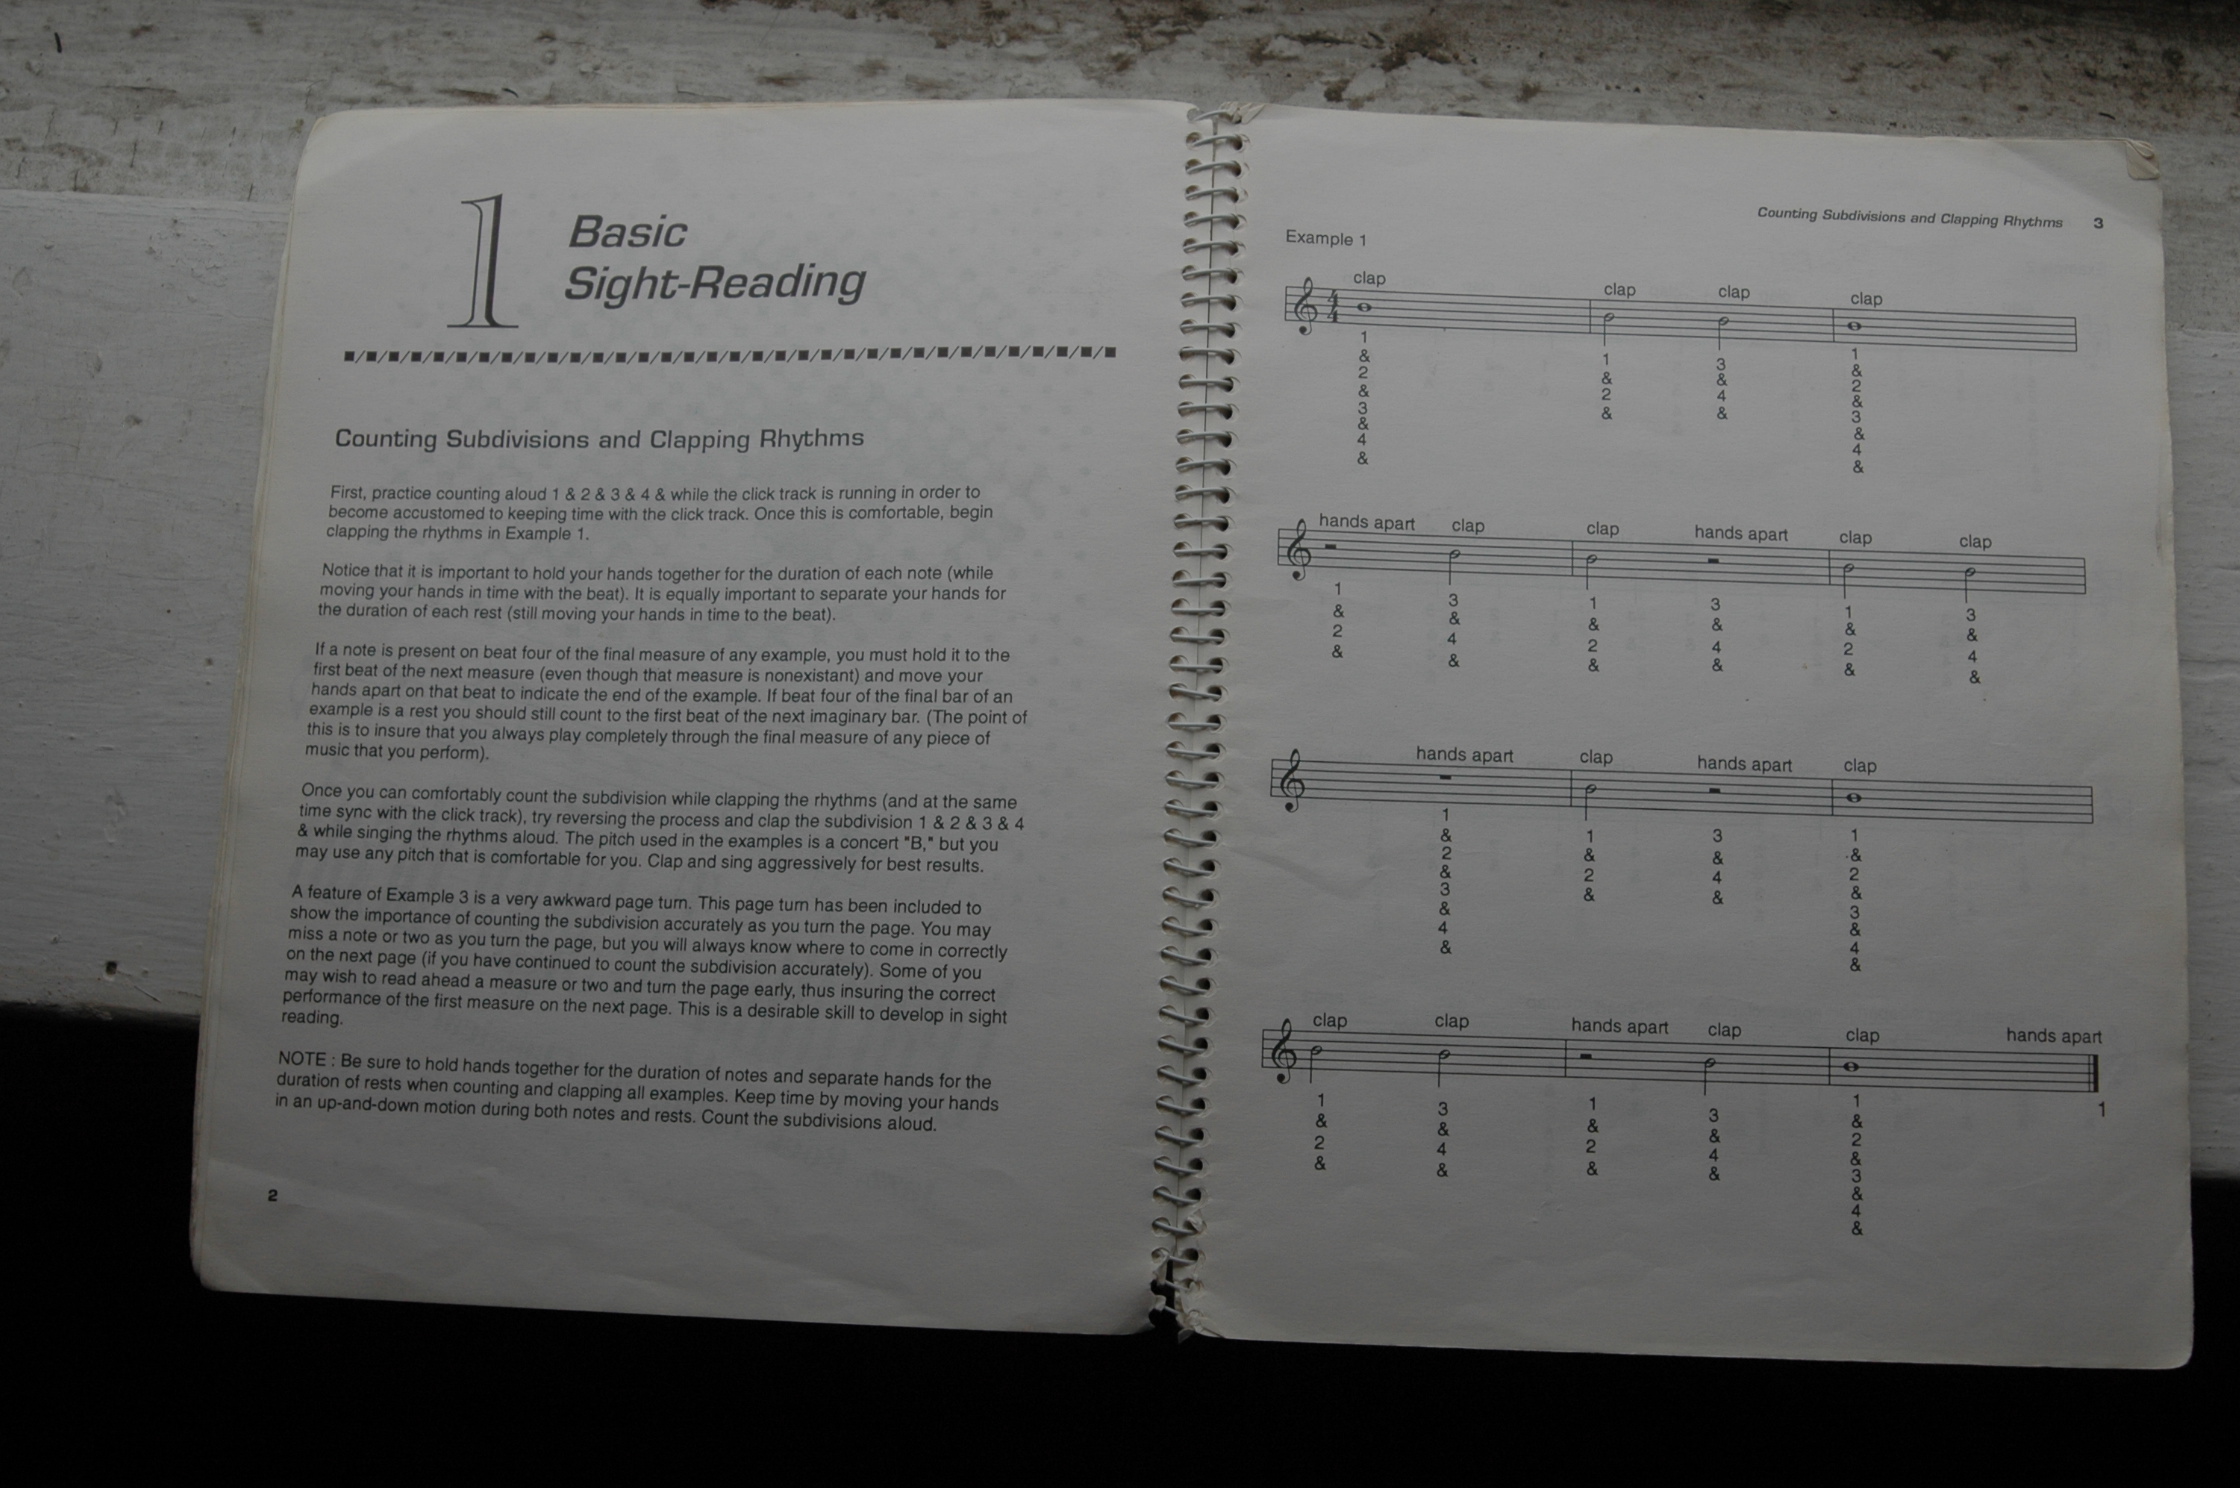 1
Basic
Sight-Reading
Counting Subdivisions and Clapping Rhythms
First, practice counting aloud 1 & 2 & 3 & 4 & while the click track is running in order to
become accustomed to keeping time with the click track. Once this is comfortable, begin
clapping the rhythms in Example 1.
Notice that it is important to hold your hands together for the duration of each note (while
moving your hands in time with the beat). It is equally important to separate your hands for
the duration of each rest (still moving your hands in time to the beat).
If a note is present on beat four of the final measure of any example, you must hold it to the
first beat of the next measure (even though that measure is nonexistant) and move your
hands apart on that beat to indicate the end of the example. If beat four of the final bar of an
example is a rest you should still count to the first beat of the next imaginary bar. (The point of
this is to insure that you always play completely through the final measure of any piece of
music that you perform).
Once you can comfortably count the subdivision while clapping the rhythms (and at the same
time sync with the click track), try reversing the process and clap the subdivision 1 & 2 & 3 & 4
& while singing the rhythms aloud. The pitch used in the examples is a concert "B," but you
may use any pitch that is comfortable for you. Clap and sing aggressively for best results.
A feature of Example 3 is a very awkward page turn. This page turn has been included to
show the importance of counting the subdivision accurately as you turn the page. You may
miss a note or two as you turn the page, but you will always know where to come in correctly
on the next page (if you have continued to count the subdivision accurately). Some of you
may wish to read ahead a measure or two and turn the page early, thus insuring the correct
performance of the first measure on the next page. This is a desirable skill to develop in sight
reading.
NOTE : Be sure to hold hands together for the duration of notes and separate hands for the
duration of rests when counting and clapping all examples. Keep time by moving your hands
in an up-and-down motion during both notes and rests. Count the subdivisions aloud.
2
Counting Subdivisions and Clapping Rhythms 3
Example 1
clap clap clap clap
4
4
1 1 3 1
& & & &
2 2 4 2
& & & &
3 3
& &
4 4
& &
hands apart clap clap hands apart clap clap
1 3 1 3 1 3
& & & & & &
2 4 2 4 2 4
& & & & & &
hands apart clap hands apart clap
1 1 3 1
& & & &
2 2 4 2
& & & &
3 3
& &
4 4
& &
clap clap hands apart clap clap hands apart
1 3 1 3 1 1
& & & & &
2 4 2 4 2
& & & & &
3
&
4
&